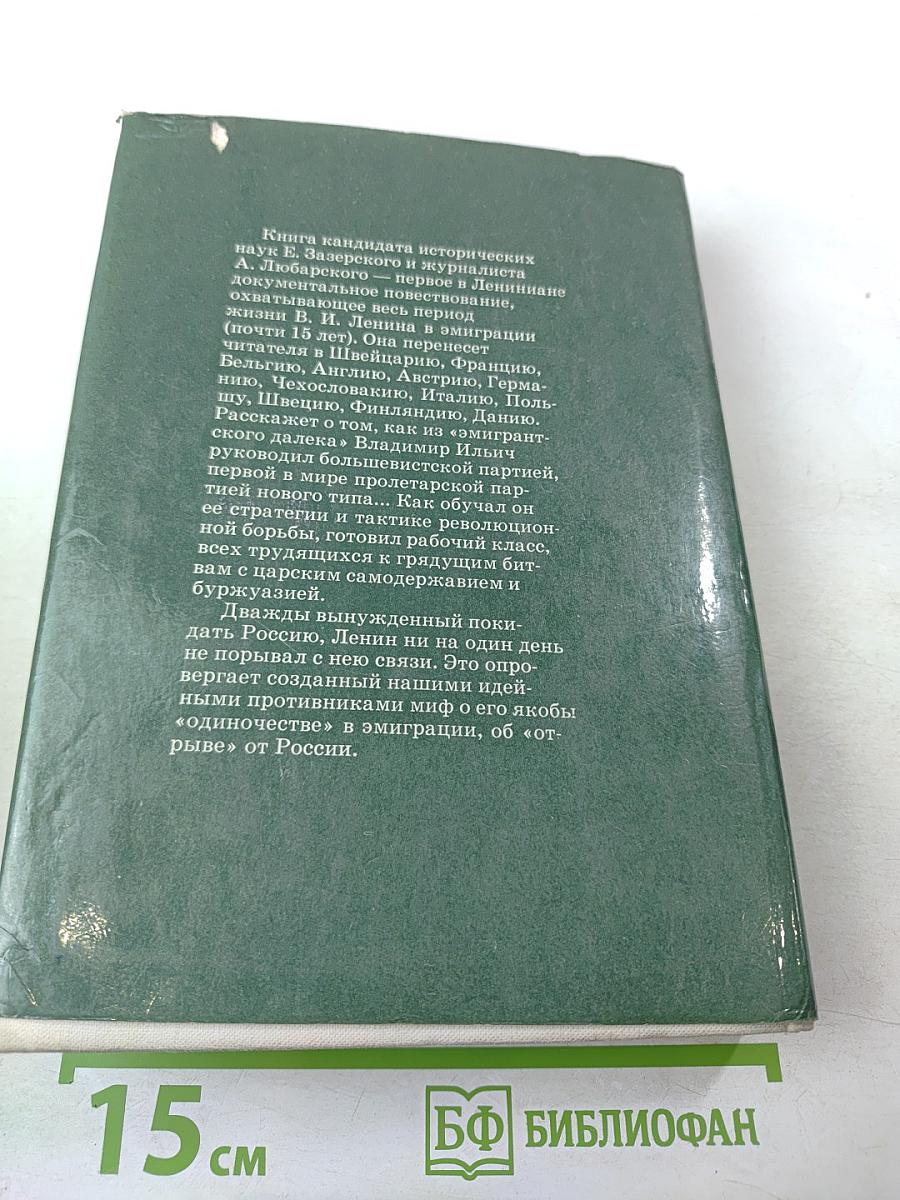 Книга кандидата исторических
наук Е. Зазерского и журналиста
А. Любарского — первое в Лениниане
документальное повествование,
охватывающее весь период
жизни В. И. Ленина в эмиграции
(почти 15 лет). Она перенесет
читателя в Швейцарию, Францию,
Бельгию, Англию, Австрию, Герма-
нию, Чехословакию, Италию, Поль-
шу, Швецию, Финляндию, Данию.
Расскажет о том, как из «эмигрант-
ского далека» Владимир Ильич
руководил большевистской партией,
первой в мире пролетарской пар-
тией нового типа... Как обучал он
ее стратегии и тактике революцион-
ной борьбы, готовил рабочий класс,
всех трудящихся к грядущим бит-
вам с царским самодержавием и
буржуазией.
Дважды вынужденный поки-
дать Россию, Ленин ни на один день
не порывал с нею связи. Это опро-
вергает созданный нашими идей-
ными противниками миф о его якобы
«одиночестве» в эмиграции, об «от-
рыве» от России.
15 см
БФ БИБЛИОФАН